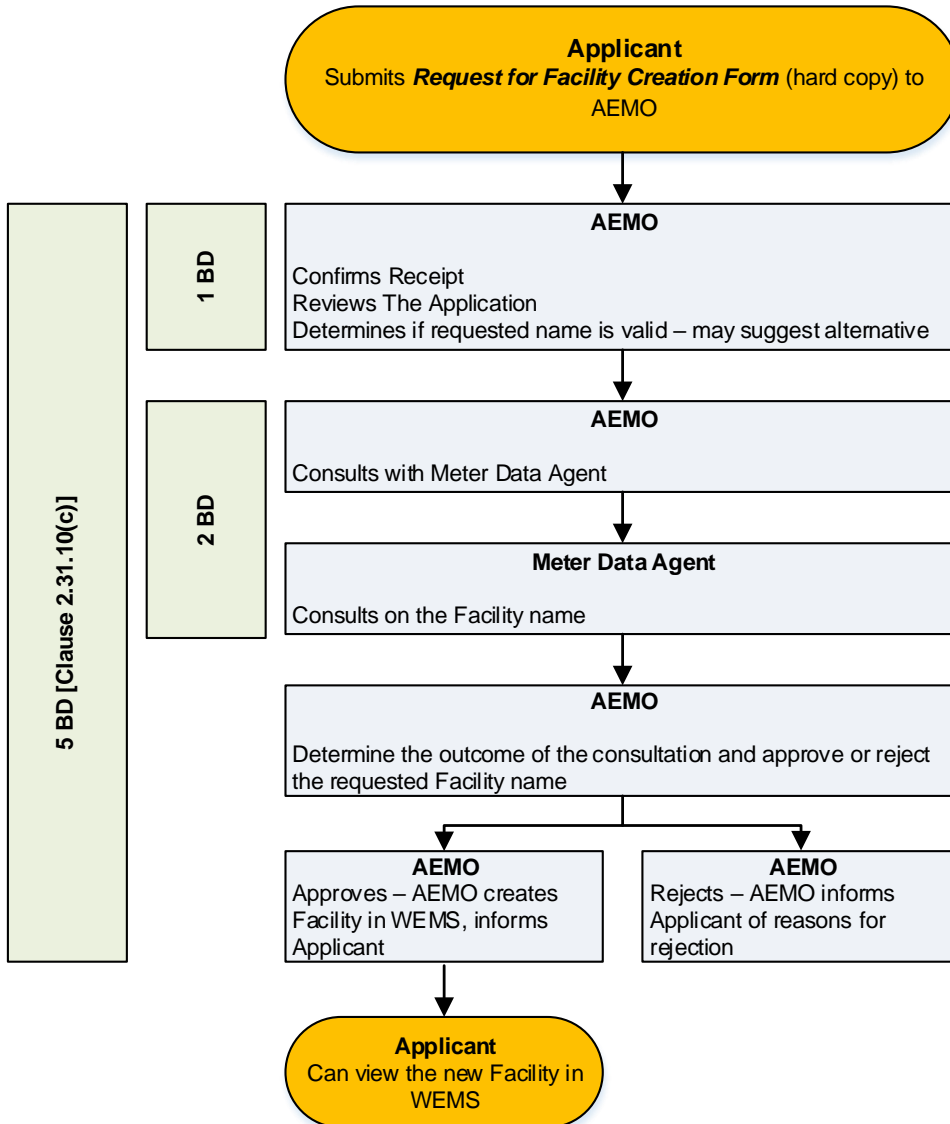 Applicant
Submits Request for Facility Creation Form (hard copy) to
AEMO
5 BD [Clause 2.31.10(c)]
1 BD
AEMO
Confirms Receipt
Reviews The Application
Determines if requested name is valid – may suggest alternative
2 BD
AEMO
Consults with Meter Data Agent
Meter Data Agent
Consults on the Facility name
AEMO
Determine the outcome of the consultation and approve or reject
the requested Facility name
AEMO
Approves – AEMO creates
Facility in WEMS, informs
Applicant
AEMO
Rejects – AEMO informs
Applicant of reasons for
rejection
Applicant
Can view the new Facility in
WEMS